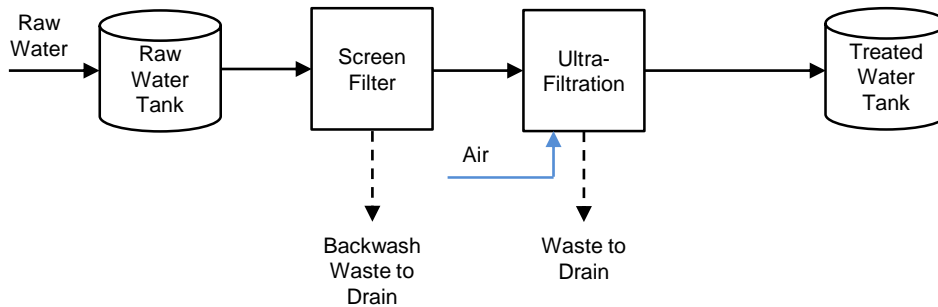 Raw
Water
Raw
Water
Tank
Screen
Filter
Ultra-
Filtration
Treated
Water
Tank
Air
Backwash
Waste to
Drain
Waste to
Drain